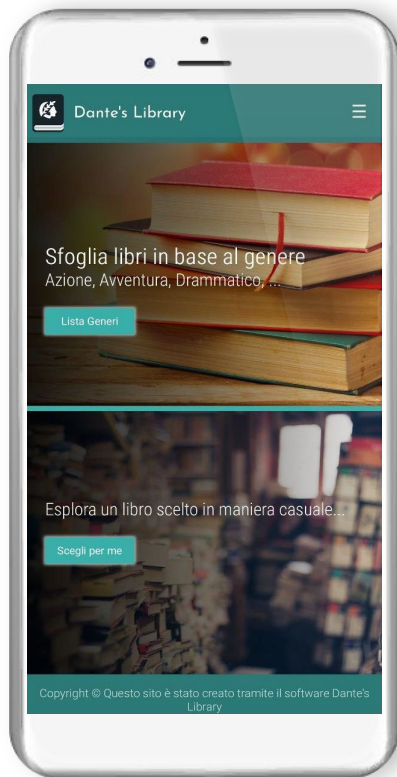 Dante's Library
Sfoglia libri in base al genere
Azione, Avventura, Drammatico, ...
Lista Generi
Esplora un libro scelto in maniera casuale...
Scegli per me
Copyright © Questo sito è stato creato tramite il software Dante's
Library